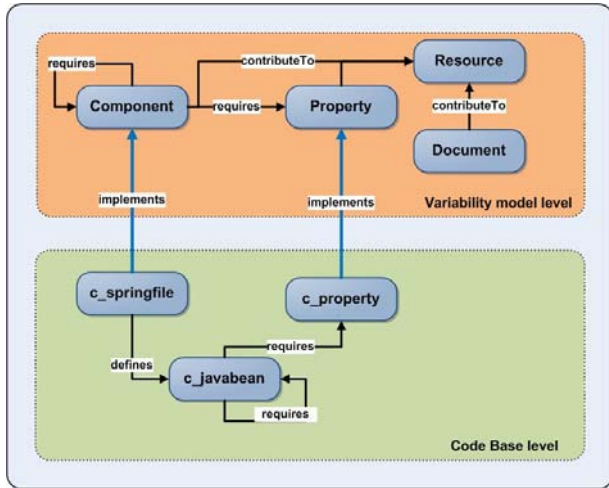 requires
contributeTo
Resource
Component
requires
Property
contributeTo
Document
implements
implements
Variability model level
c_springfile
c_property
requires
defines
c_javabean
requires
Code Base level